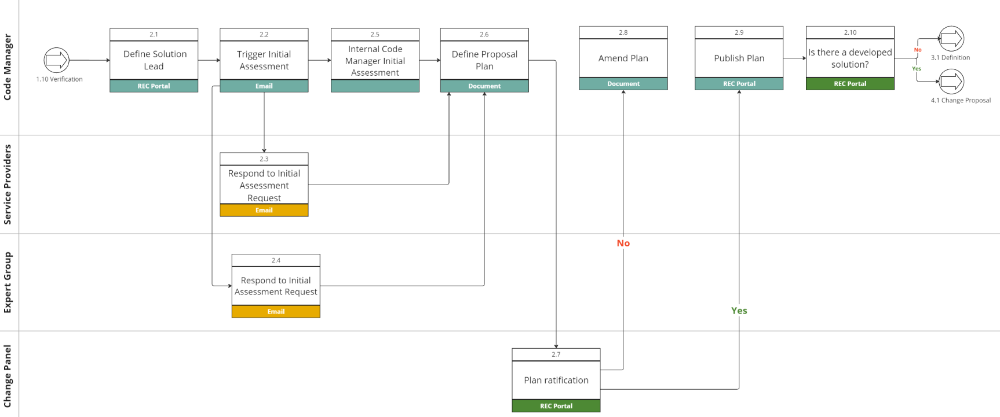 Code Manager
1.10 Verification
2.1
Define Solution
Lead
REC Portal
2.2
Trigger Initial
Assessment
Email
2.5
Internal Code
Manager Initial
Assessment
2.6
Define Proposal
Plan
Document
2.8
Amend Plan
Document
2.9
Publish Plan
REC Portal
2.10
Is there a developed
solution?
REC Portal
No
3.1 Definition
Yes
4.1 Change Proposal
Service Providers
2.3
Respond to Initial
Assessment
Request
Email
Expert Group
2.4
Respond to Initial
Assessment Request
Email
No
Yes
Change Panel
2.7
Plan ratification
REC Portal